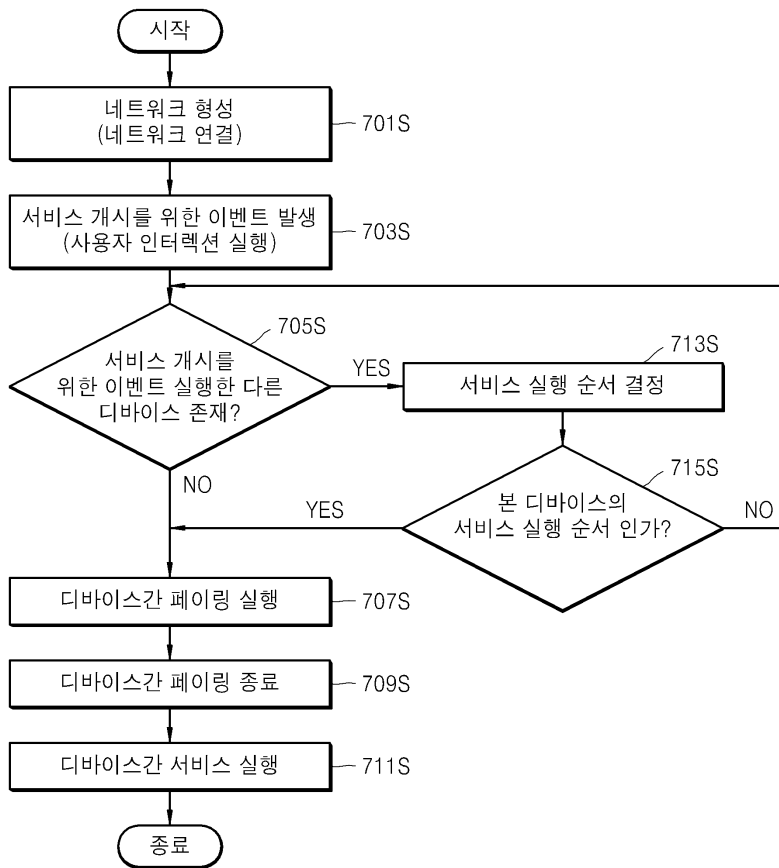 시작
네트워크 형성
(네트워크 연결)
701S
서비스 개시를 위한 이벤트 발생
(사용자 인터렉션 실행)
703S
705S
서비스 개시를
위한 이벤트 실행한 다른
디바이스 존재?
YES
713S
서비스 실행 순서 결정
NO
715S
본 디바이스의
서비스 실행 순서 인가?
YES
NO
디바이스간 페이링 실행
707S
디바이스간 페이링 종료
709S
디바이스간 서비스 실행
711S
종료